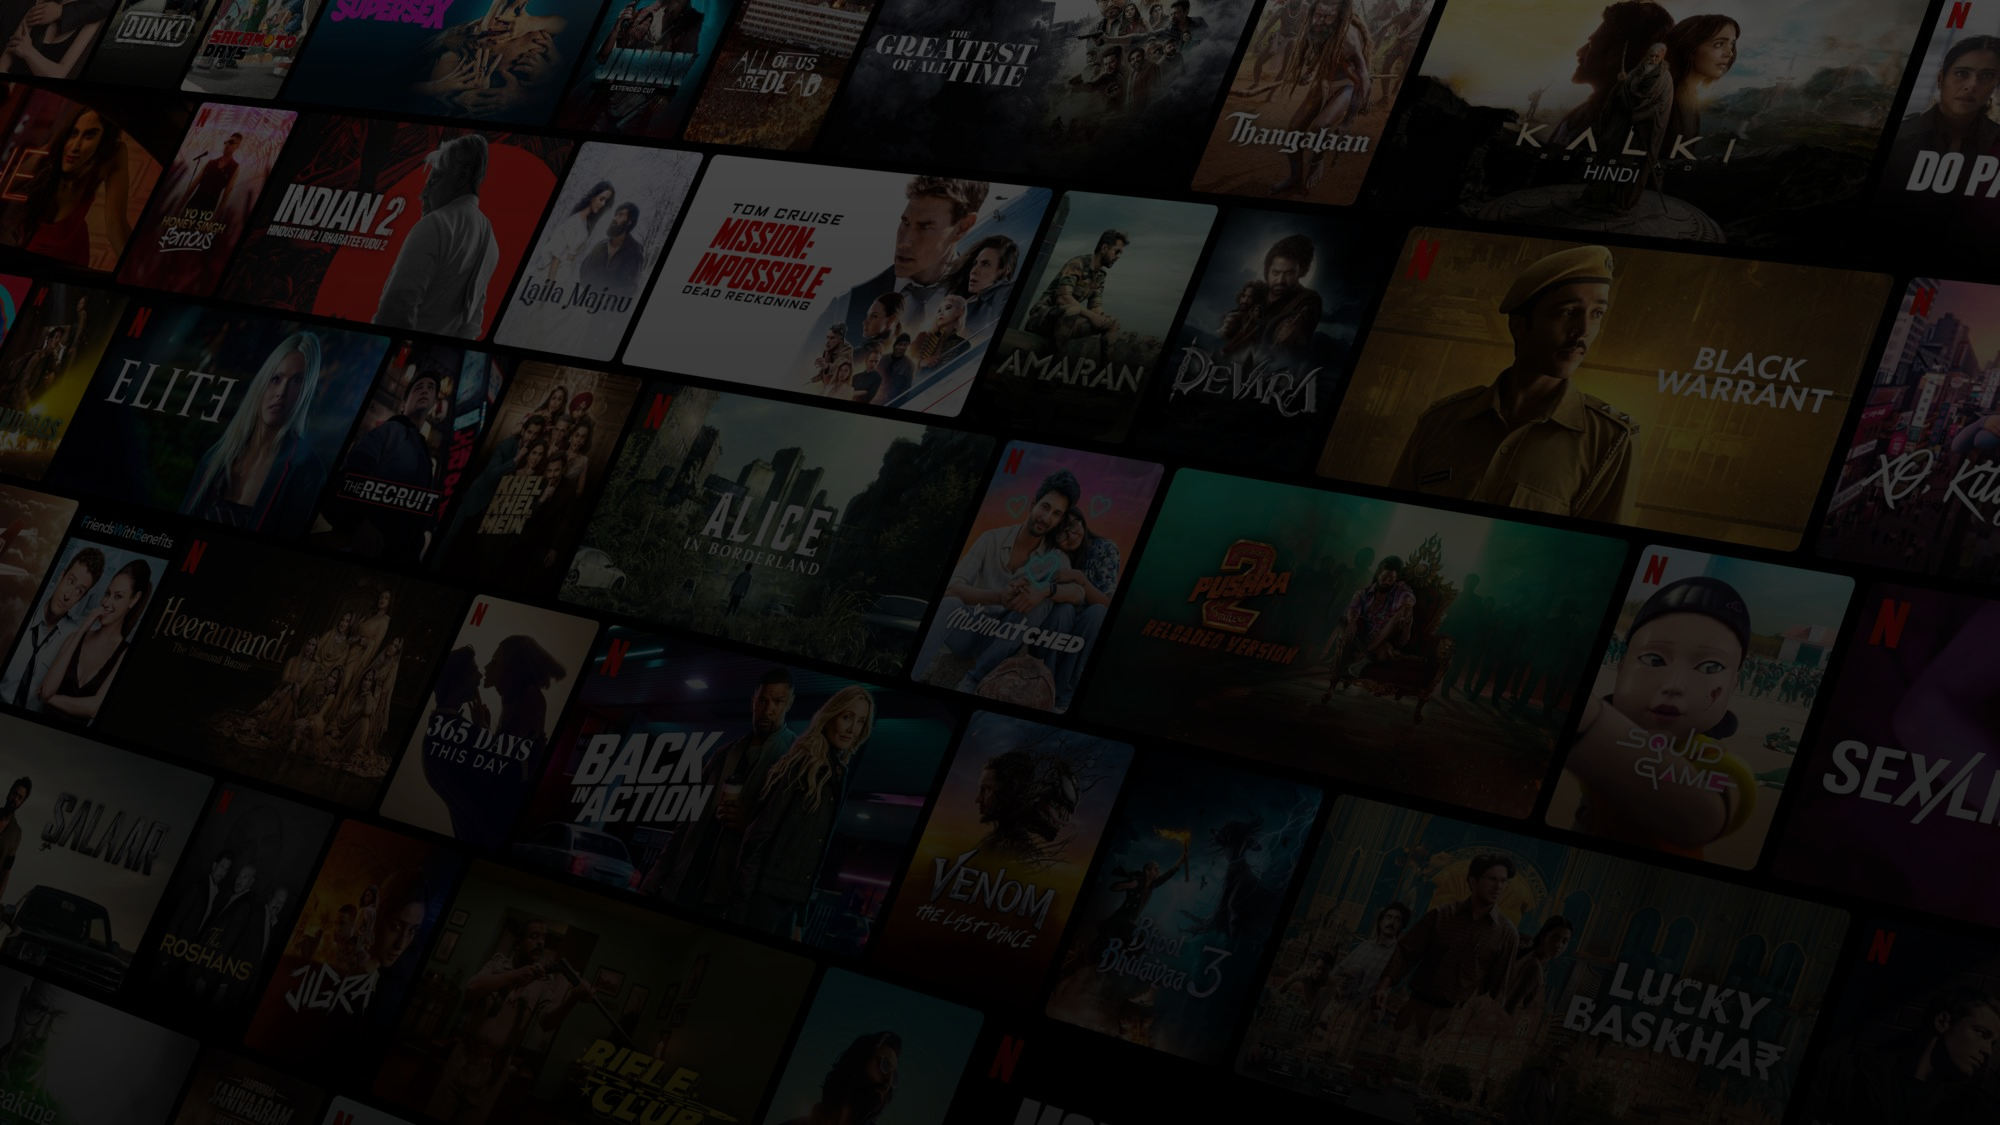 DUNKI
SAKAMOTO
DAYS
SUPERSEX
JAWAN
EXTENDED CUT
ALL OF US
ARE DEAD
THE
GREATEST
OF ALL TIME
Thangalaan
KALKI
HINDI
DO PA
E
YO YO
HONEY SINGH
Famous
INDIAN 2
HINDUSTANI 2 | BHARATEEYUDU 2
Laila Majnu
TOM CRUISE
MISSION:
IMPOSSIBLE
DEAD RECKONING
AMARAN
DEVARA
BLACK
WARRANT
XO, Kit
ELITE
THE RECRUIT
KHEL
KHEL
MEIN
ALICE
IN BORDERLAND
mismatCHED
PUSHPA
2
RELOADED VERSION
SQUID
GAME
SEX/LI
FriendsWithBenefits
Heeramandi
The Diamond Bazaar
365 DAYS
THIS DAY
BACK
IN ACTION
VENOM
THE LAST DANCE
Bhool
Bhulaiyaa 3
LUCKY
BASKHA₹
SALAAR
The
ROSHANS
JIGRA
RIFLE
CLUB
eaking
SANIYAARAM